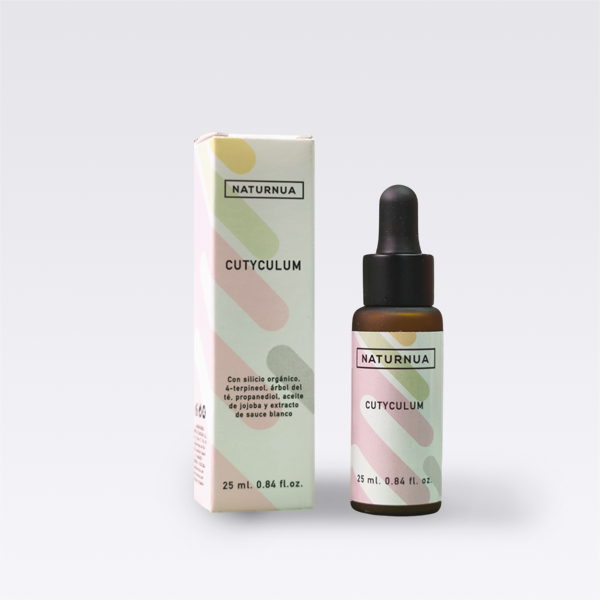 NATURNUA
CUTYCULUM
Con silicio orgánico,
4-terpineol, árbol del
té, propanediol, aceite
de jojoba y extracto
de sauce blanco
25 ml. 0.84 fl.oz.
NATURNUA
CUTYCULUM
25 ml. 0.84 fl. oz.